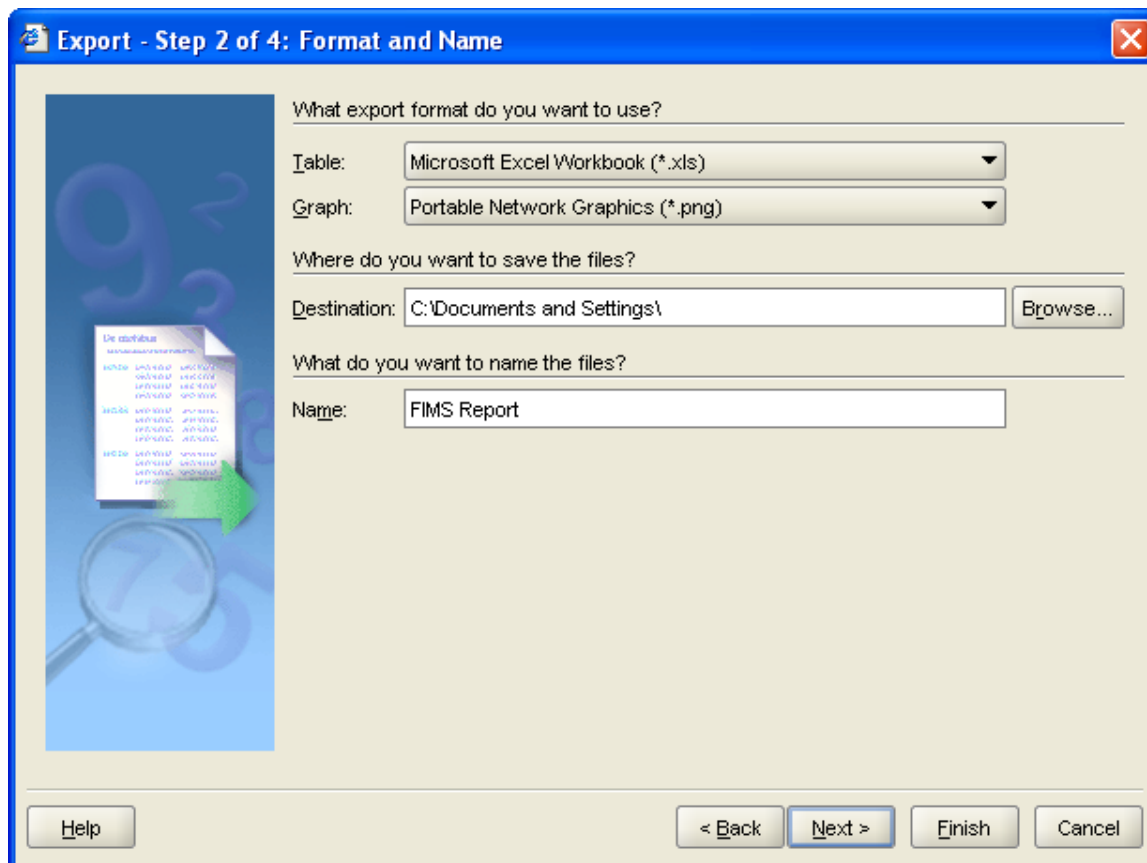 Export - Step 2 of 4: Format and Name
What export format do you want to use?
Table: Microsoft Excel Workbook (*.xls)
Graph: Portable Network Graphics (*.png)
Where do you want to save the files?
Destination: C:\Documents and Settings\ Browse...
What do you want to name the files?
Name: FIMS Report
Help < Back Next > Finish Cancel